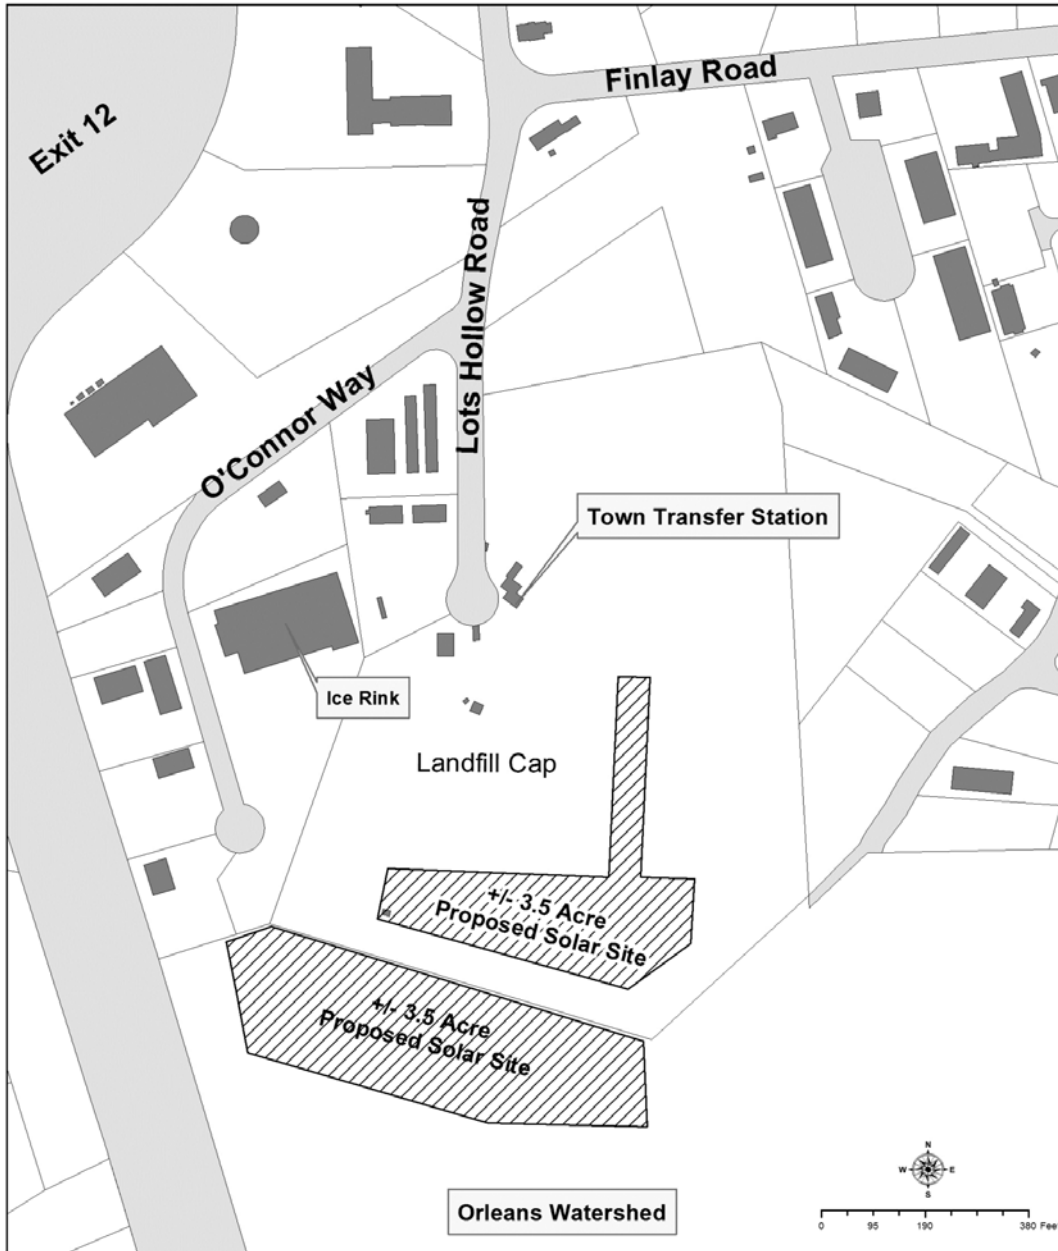 Finlay Road
Exit 12
Lots Hollow Road
O'Connor Way
Town Transfer Station
Ice Rink
Landfill Cap
+/- 3.5 Acre
Proposed Solar Site
+/- 3.5 Acre
Proposed Solar Site
N
W E
S
Orleans Watershed
0 95 190 380 Feet